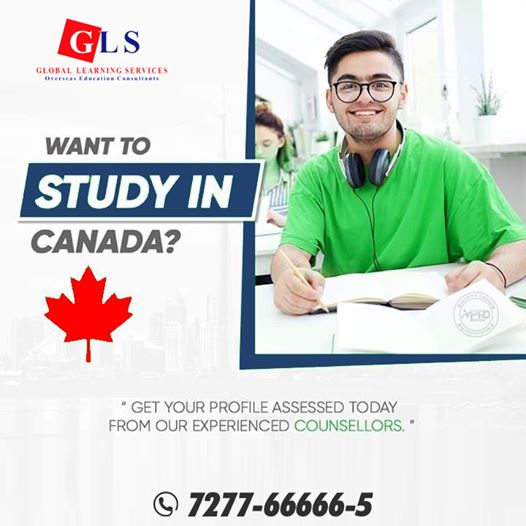 GLS
GLOBAL LEARNING SERVICES
Overseas Education Consultants
WANT TO
STUDY IN
CANADA?
" GET YOUR PROFILE ASSESSED TODAY
FROM OUR EXPERIENCED COUNSELLORS. "
7277-66666-5